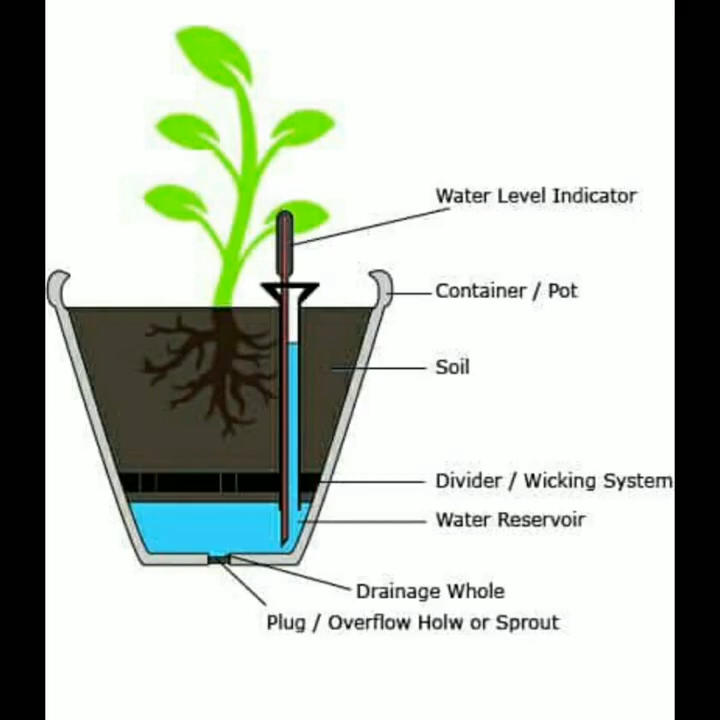 Water Level Indicator
Container / Pot
Soil
Divider / Wicking System
Water Reservoir
Drainage Whole
Plug / Overflow Holw or Sprout